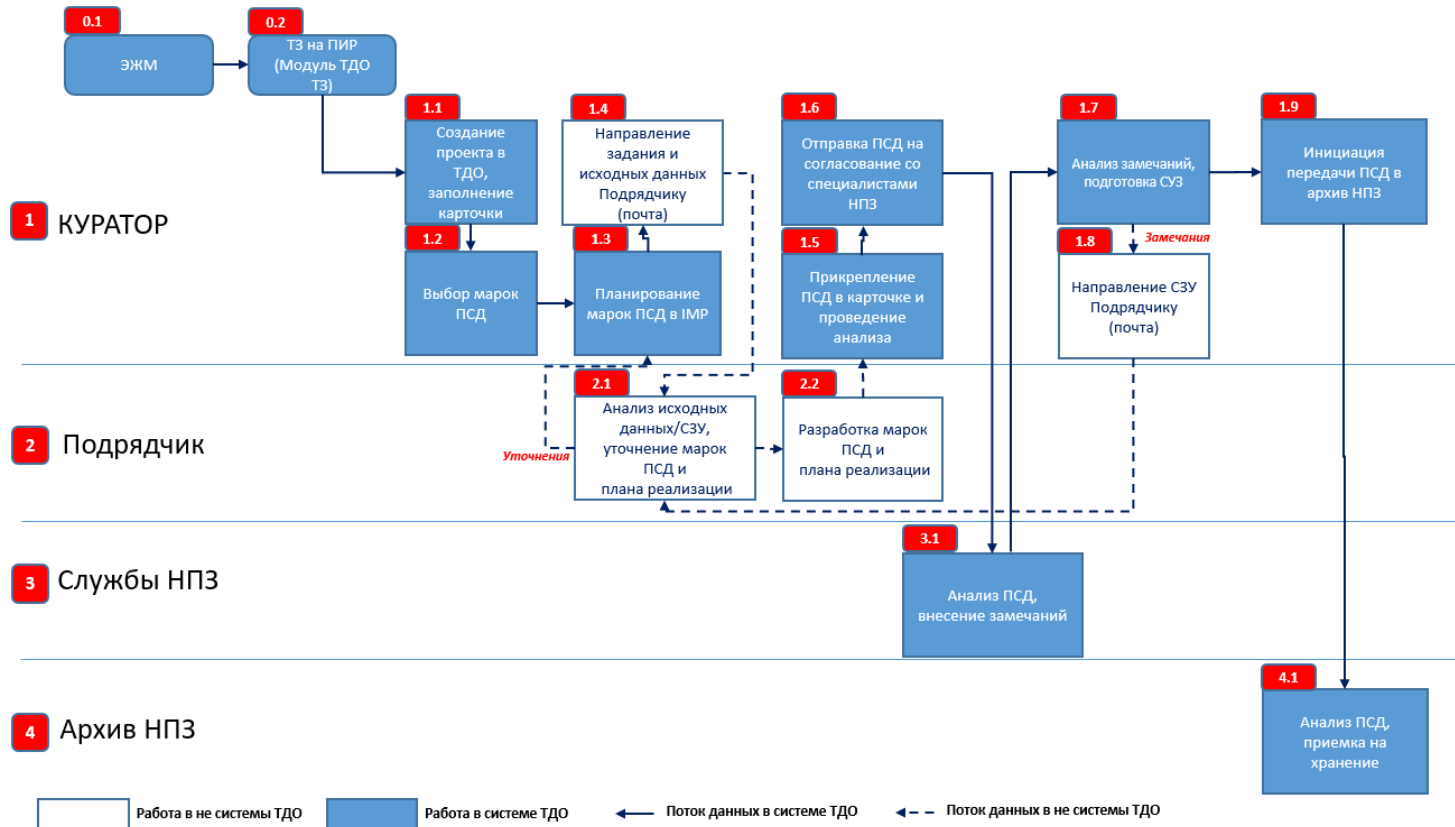 0.1
ЭЖМ
0.2
ТЗ на ПИР
(Модуль ТДО
ТЗ)
1
КУРАТОР
1.1
Создание
проекта в
ТДО,
заполнение
карточки
1.2
Выбор марок
ПСД
1.4
Направление
задания и
исходных данных
Подрядчику
(почта)
1.3
Планирование
марок ПСД в IMP
1.6
Отправка ПСД на
согласование со
специалистами
НПЗ
1.5
Прикрепление
ПСД в карточке и
проведение
анализа
1.7
Анализ замечаний,
подготовка СУЗ
Замечания
1.8
Направление СЗУ
Подрядчику
(почта)
1.9
Инициация
передачи ПСД в
архив НПЗ
2
Подрядчик
Уточнения
2.1
Анализ исходных
данных/СЗУ,
уточнение марок
ПСД и
плана реализации
2.2
Разработка марок
ПСД и
плана реализации
3
Службы НПЗ
3.1
Анализ ПСД,
внесение замечаний
4
Архив НПЗ
4.1
Анализ ПСД,
приемка на
хранение
Работа в не системы ТДО
Работа в системе ТДО
Поток данных в системе ТДО
Поток данных в не системы ТДО